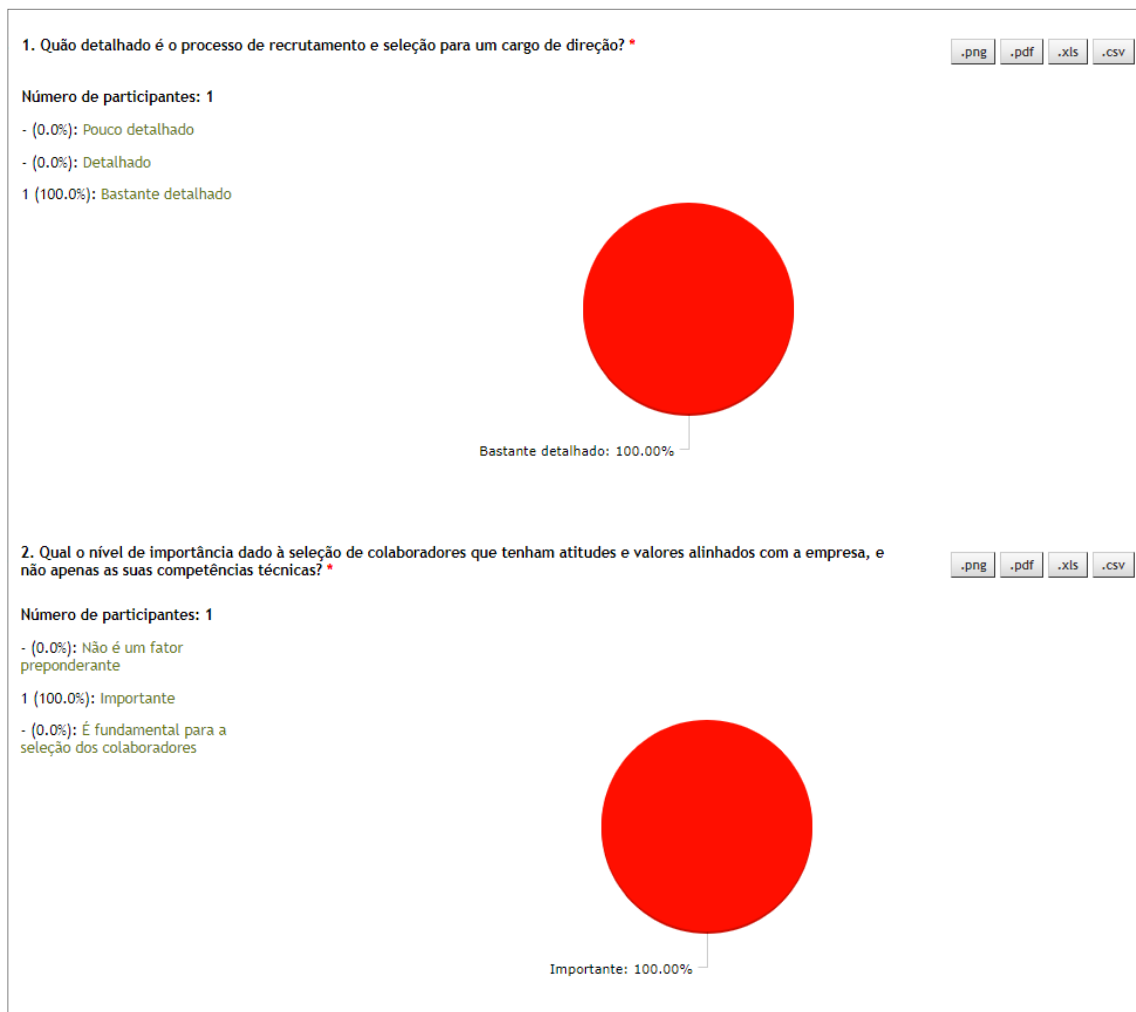 1. Quão detalhado é o processo de recrutamento e seleção para um cargo de direção? *
.png .pdf .xls .csv
Número de participantes: 1
- (0.0%): Pouco detalhado
- (0.0%): Detalhado
1 (100.0%): Bastante detalhado
Bastante detalhado: 100.00%
2. Qual o nível de importância dado à seleção de colaboradores que tenham atitudes e valores alinhados com a empresa, e
não apenas as suas competências técnicas? *
.png .pdf .xls .csv
Número de participantes: 1
- (0.0%): Não é um fator
preponderante
1 (100.0%): Importante
- (0.0%): É fundamental para a
seleção dos colaboradores
Importante: 100.00%